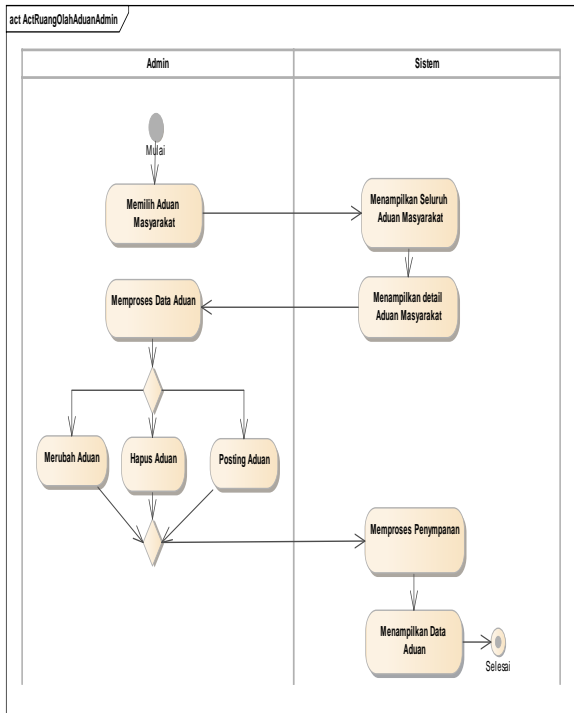 act ActRuangOlahAduanAdmin
Admin
Sistem
Mulai
Memilih Aduan
Masyarakat
Menampilkan Seluruh
Aduan Masyarakat
Menampilkan detail
Aduan Masyarakat
Memproses Data Aduan
Merubah Aduan
Hapus Aduan
Posting Aduan
Memproses Penympanan
Menampilkan Data
Aduan
Selesai